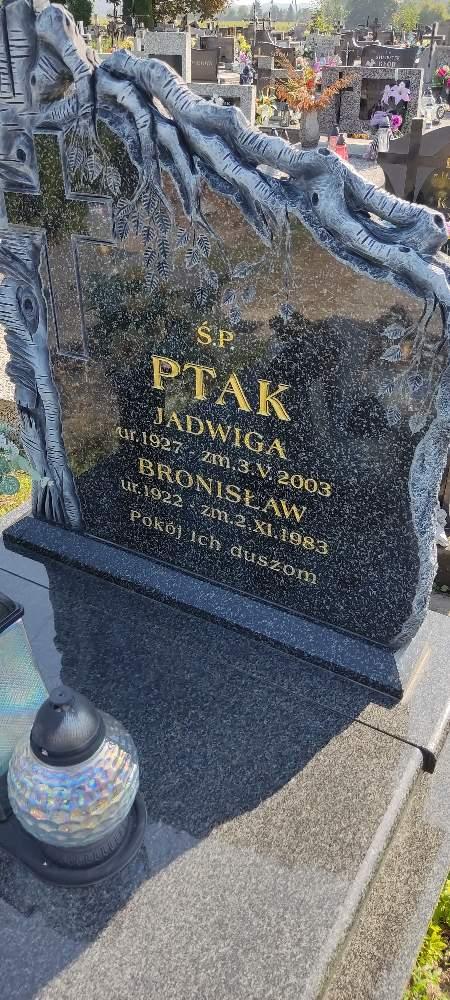 Ś.P.
PTAK
JADWIGA
ur.1927 - zm.3.V.2003
BRONISŁAW
ur.1922 - zm.2.XI.1983
Pokój Ich duszom